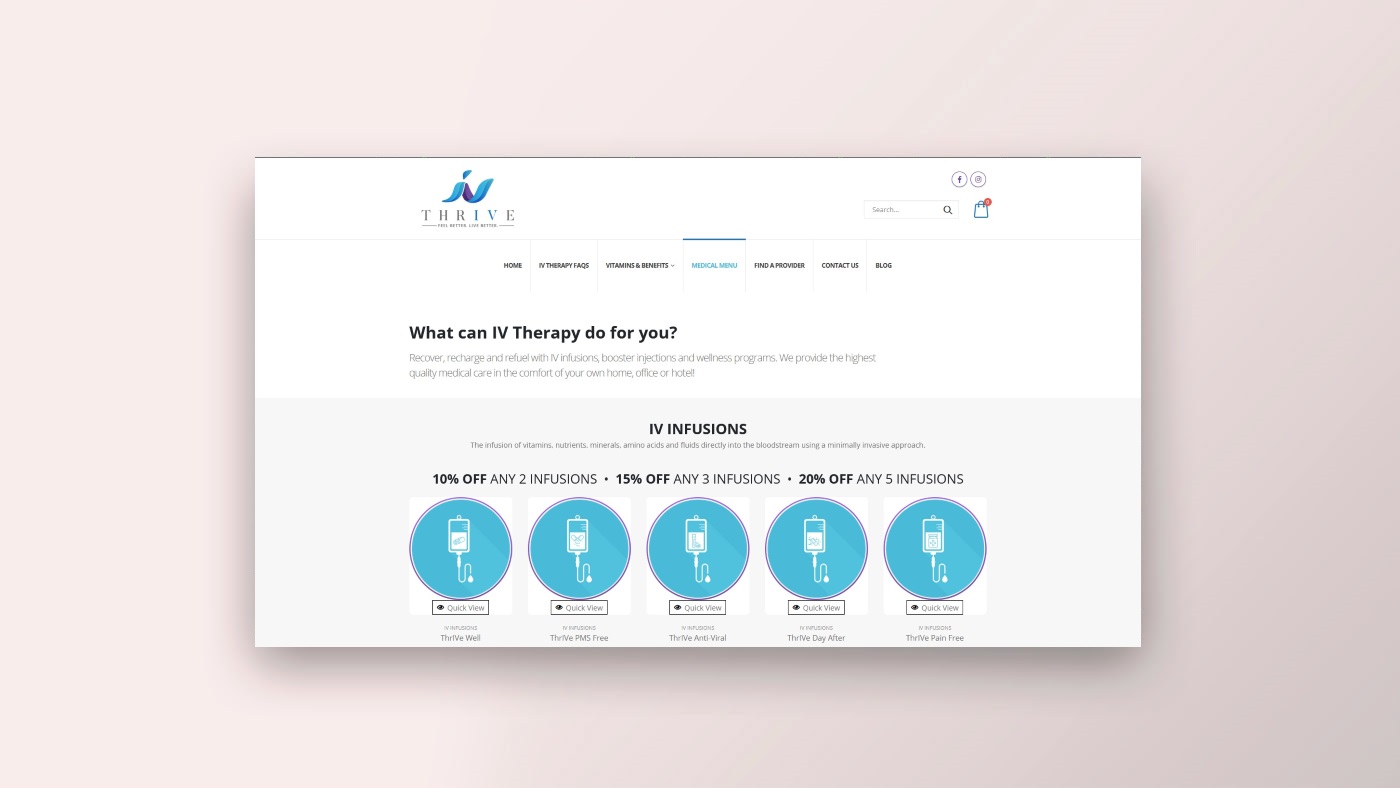 THRIVE
FEEL BETTER. LIVE BETTER.
Search...
0
HOME
IV THERAPY FAQS
VITAMINS & BENEFITS
MEDICAL MENU
FIND A PROVIDER
CONTACT US
BLOG
What can IV Therapy do for you?
Recover, recharge and refuel with IV infusions, booster injections and wellness programs. We provide the highest
quality medical care in the comfort of your own home, office or hotel!
IV INFUSIONS
The infusion of vitamins, nutrients, minerals, amino acids and fluids directly into the bloodstream using a minimally invasive approach.
10% OFF ANY 2 INFUSIONS • 15% OFF ANY 3 INFUSIONS • 20% OFF ANY 5 INFUSIONS
Quick View
Quick View
Quick View
Quick View
Quick View
IV INFUSIONS
IV INFUSIONS
IV INFUSIONS
IV INFUSIONS
IV INFUSIONS
ThrIVe Well
ThrIVe PMS Free
ThrIVe Anti-Viral
ThrIVe Day After
ThrIVe Pain Free